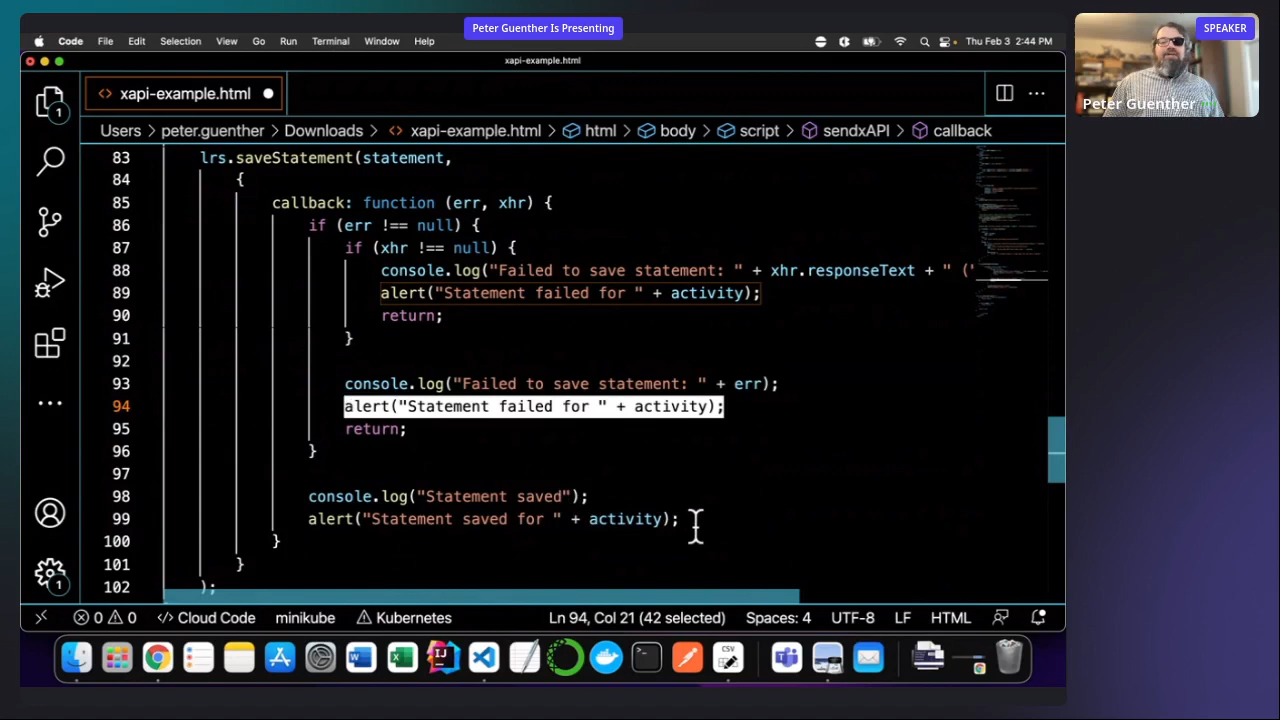 Peter Guenther Is Presenting
SPEAKER
Peter Guenther
Code File Edit Selection View Go Run Terminal Window Help
Thu Feb 3 2:44 PM
xapi-example.html
<> xapi-example.html
Users > peter.guenther > Downloads > <> xapi-example.html > html > body > script > sendxAPI > callback
83 lrs.saveStatement(statement,
84 {
85 callback: function (err, xhr) {
86 if (err !== null) {
87 if (xhr !== null) {
88 console.log("Failed to save statement: " + xhr.responseText + " ("
89 alert("Statement failed for " + activity);
90 return;
91 }
92
93 console.log("Failed to save statement: " + err);
94 alert("Statement failed for " + activity);
95 return;
96 }
97
98 console.log("Statement saved");
99 alert("Statement saved for " + activity);
100 }
101 }
102 );
1
1
0 0 Cloud Code minikube Kubernetes Ln 94, Col 21 (42 selected) Spaces: 4 UTF-8 LF HTML
CSV